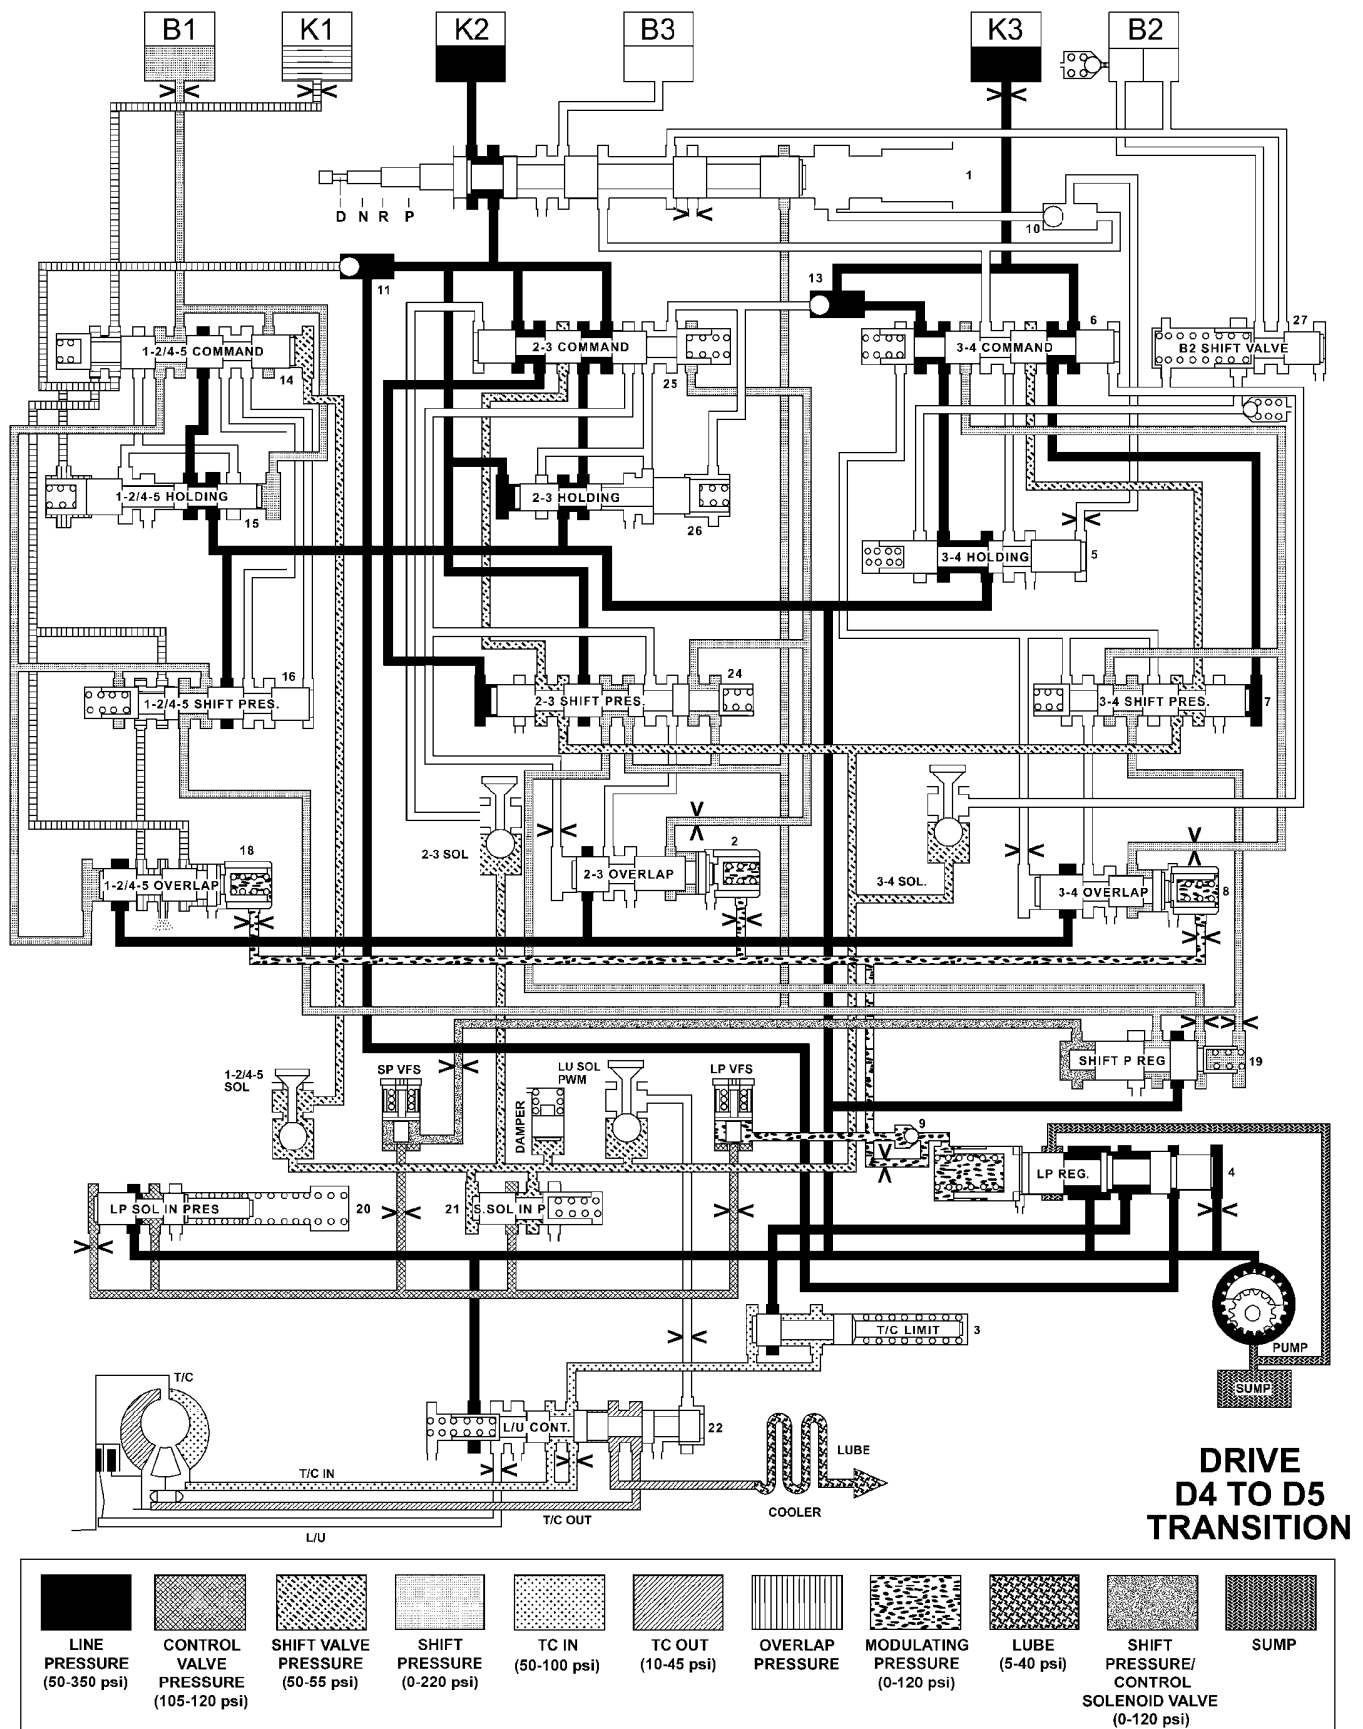 B1 K1 K2 B3 K3 B2
1
D N R P
10
11
13
6
27
1-2/4-5 COMMAND
2-3 COMMAND
3-4 COMMAND
B2 SHIFT VALVE
14
25
1-2/4-5 HOLDING
2-3 HOLDING
15
26
3-4 HOLDING
5
16
24
1-2/4-5 SHIFT PRES.
2-3 SHIFT PRES.
3-4 SHIFT PRES.
7
2-3 SOL
18
2
1-2/4-5 OVERLAP
2-3 OVERLAP
3-4 SOL.
3-4 OVERLAP
8
SHIFT P REG
19
1-2/4-5
SOL
SP VFS
DAMPER
LU SOL
PWM
LP VFS
9
LP REG.
4
LP SOL IN PRES
20
21
S.SOL IN P
T/C LIMIT
3
PUMP
SUMP
T/C
L/U CONT.
22
T/C IN
T/C OUT
L/U
LUBE
COOLER
DRIVE
D4 TO D5
TRANSITION
LINE
PRESSURE
(50-350 psi)
CONTROL
VALVE
PRESSURE
(105-120 psi)
SHIFT VALVE
PRESSURE
(50-55 psi)
SHIFT
PRESSURE
(0-220 psi)
TC IN
(50-100 psi)
TC OUT
(10-45 psi)
OVERLAP
PRESSURE
MODULATING
PRESSURE
(0-120 psi)
LUBE
(5-40 psi)
SHIFT
PRESSURE/
CONTROL
SOLENOID VALVE
(0-120 psi)
SUMP